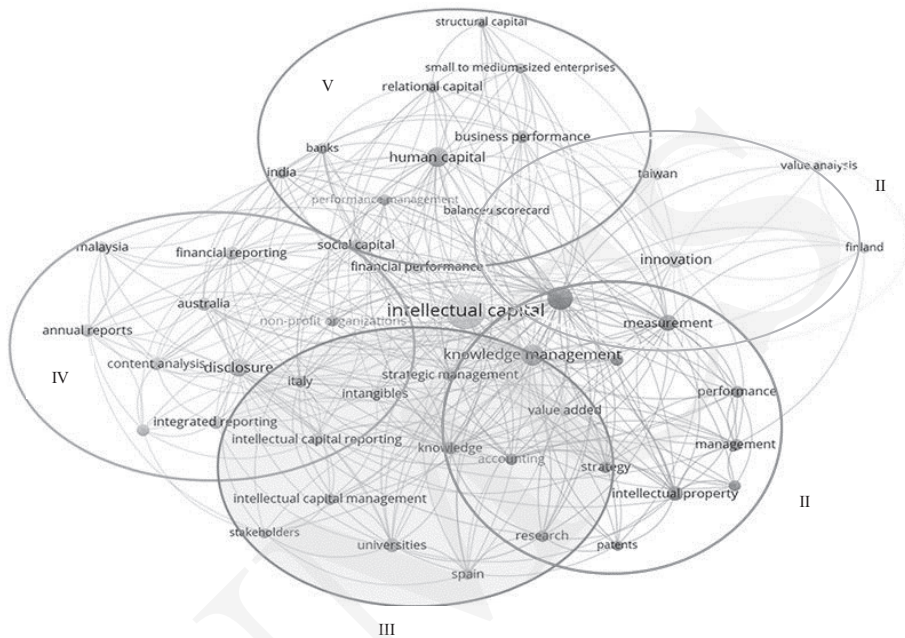 structural capital
small to medium-sized enterprises
V
relational capital
business performance
banks
human capital
value analysis
india
taiwan
II
performance management
balanced scorecard
malaysia
social capital
finland
financial reporting
innovation
financial performance
australia
intellectual capital
non-profit organizations
measurement
annual reports
knowledge management
content analysis
disclosure
strategic management
IV
italy
intangibles
performance
value added
integrated reporting
intellectual capital reporting
management
knowledge
accounting
strategy
intellectual capital management
intellectual property
II
stakeholders
research
universities
patents
spain
III